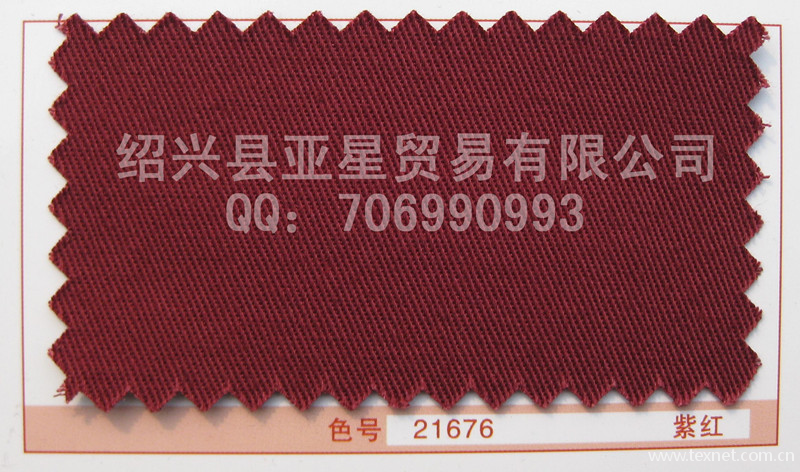 绍兴县亚星贸易有限公司
QQ：706990993
色号 21676 紫红
www.texnet.com.cn